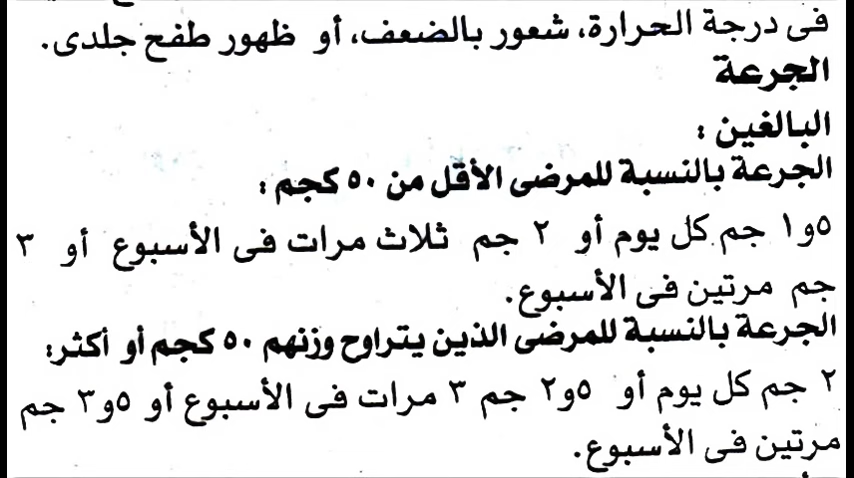 فى درجة الحرارة، شعور بالضعف، أو ظهور طفح جلدى.
الجرعة
البالغين :
الجرعة بالنسبة للمرضى الأقل من ٥٠ كجم :
٥و١ جم كل يوم أو ٢ جم ثلاث مرات فى الأسبوع أو ٣
جم مرتين فى الأسبوع.
الجرعة بالنسبة للمرضى الذين يتراوح وزنهم ٥٠ كجم أو أكثر:
٢ جم كل يوم أو ٥و٢ جم ٣ مرات فى الأسبوع أو ٥و٣ جم
مرتين فى الأسبوع.